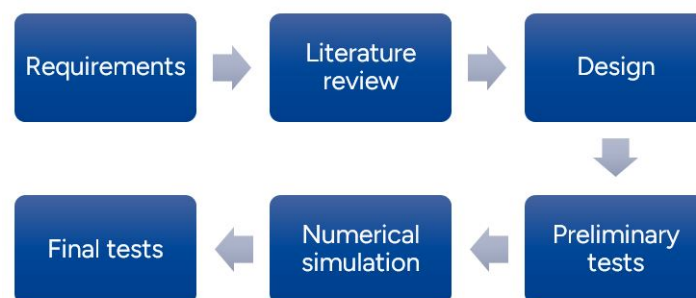 Requirements
Literature
review
Design
Preliminary
tests
Numerical
simulation
Final tests